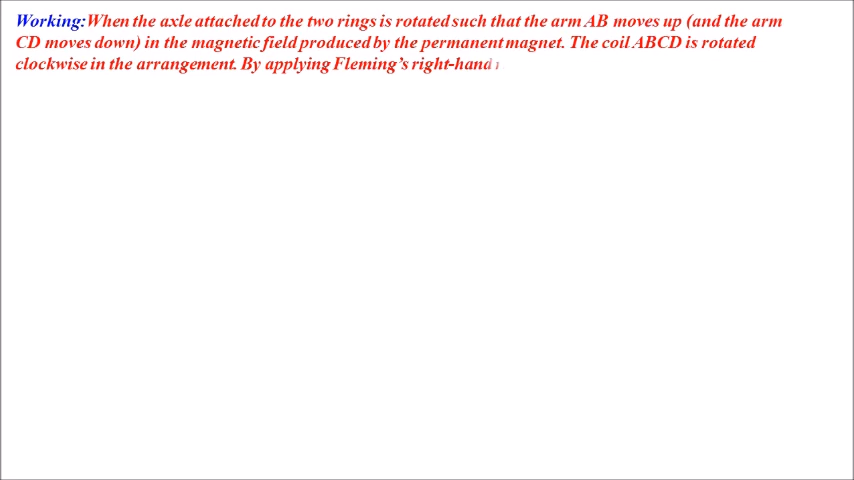 Working: When the axle attached to the two rings is rotated such that the arm AB moves up (and the arm
CD moves down) in the magnetic field produced by the permanent magnet. The coil ABCD is rotated
clockwise in the arrangement. By applying Fleming’s right-hand